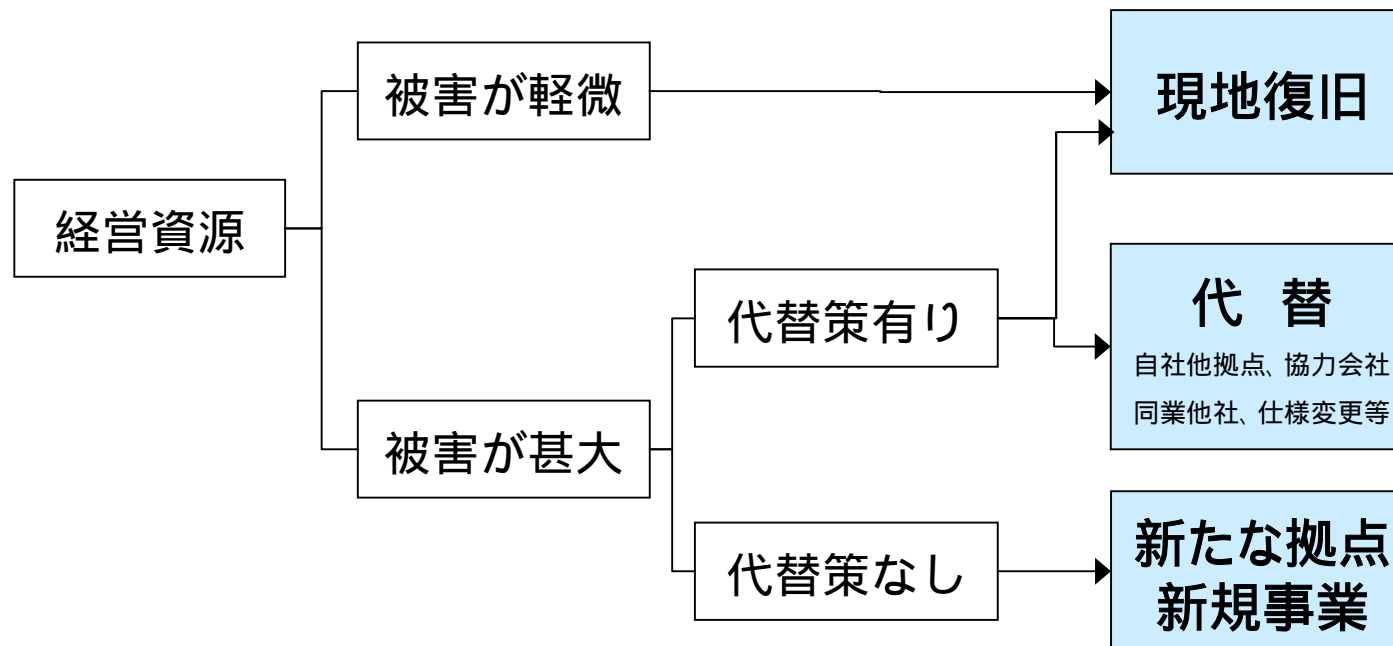 被害が軽微
現地復旧
経営資源
代替策有り
代 替
自社他拠点、協力会社
同業他社、仕様変更等
被害が甚大
代替策なし
新たな拠点
新規事業